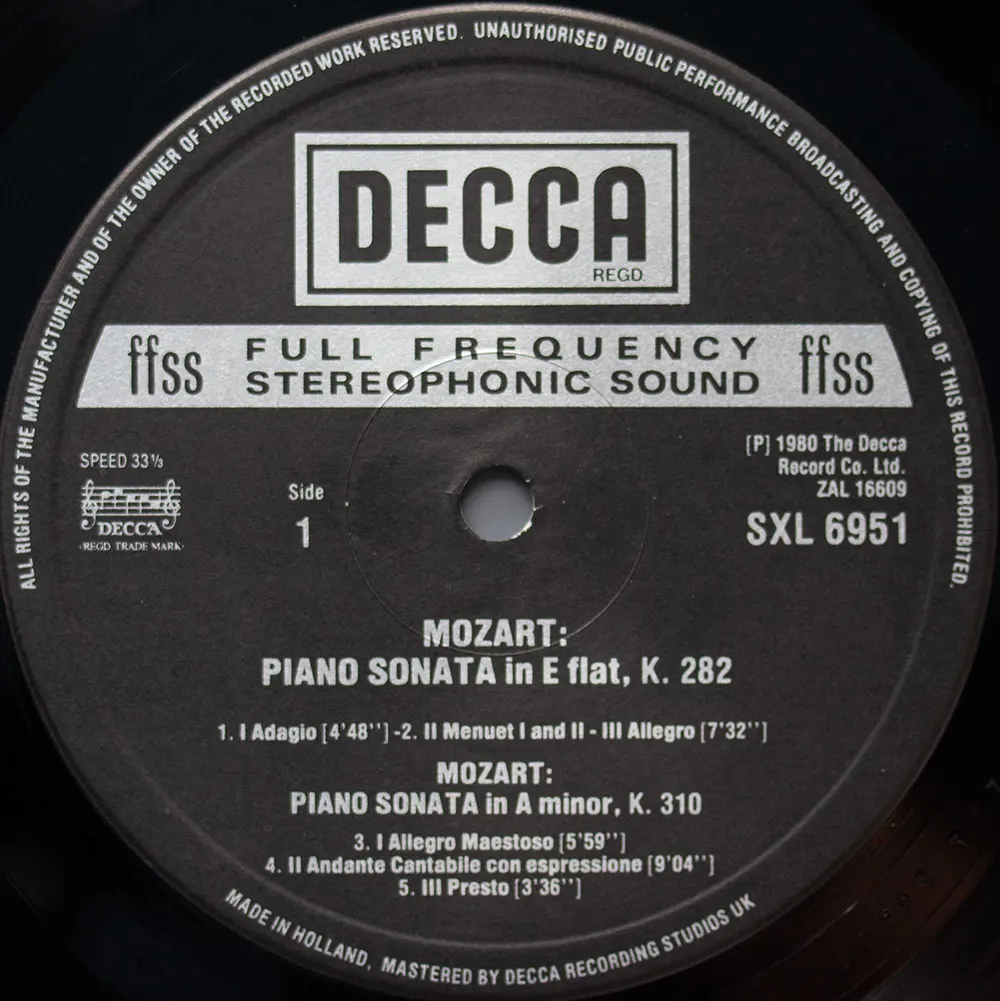 ALL RIGHTS OF THE MANUFACTURER AND OF THE OWNER OF THE RECORDED WORK RESERVED. UNAUTHORISED PUBLIC PERFORMANCE BROADCASTING AND COPYING OF THIS RECORD PROHIBITED.
DECCA
REGD.
ffss FULL FREQUENCY ffss
STEREOPHONIC SOUND
SPEED 33⅓
DECCA
REGD TRADE MARK
Side
1
[P] 1980 The Decca
Record Co. Ltd.
ZAL 16609
SXL 6951
MOZART:
PIANO SONATA in E flat, K. 282
1. I Adagio [4'48''] -2. II Menuet I and II - III Allegro [7'32'']
MOZART:
PIANO SONATA in A minor, K. 310
3. I Allegro Maestoso [5'59'']
4. II Andante Cantabile con espressione [9'04'']
5. III Presto [3'36'']
MADE IN HOLLAND, MASTERED BY DECCA RECORDING STUDIOS UK